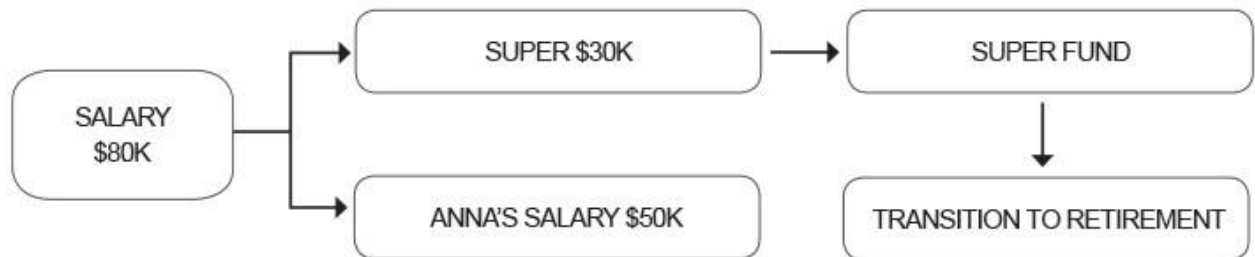 SALARY
$80K
SUPER $30K
SUPER FUND
ANNA'S SALARY $50K
TRANSITION TO RETIREMENT